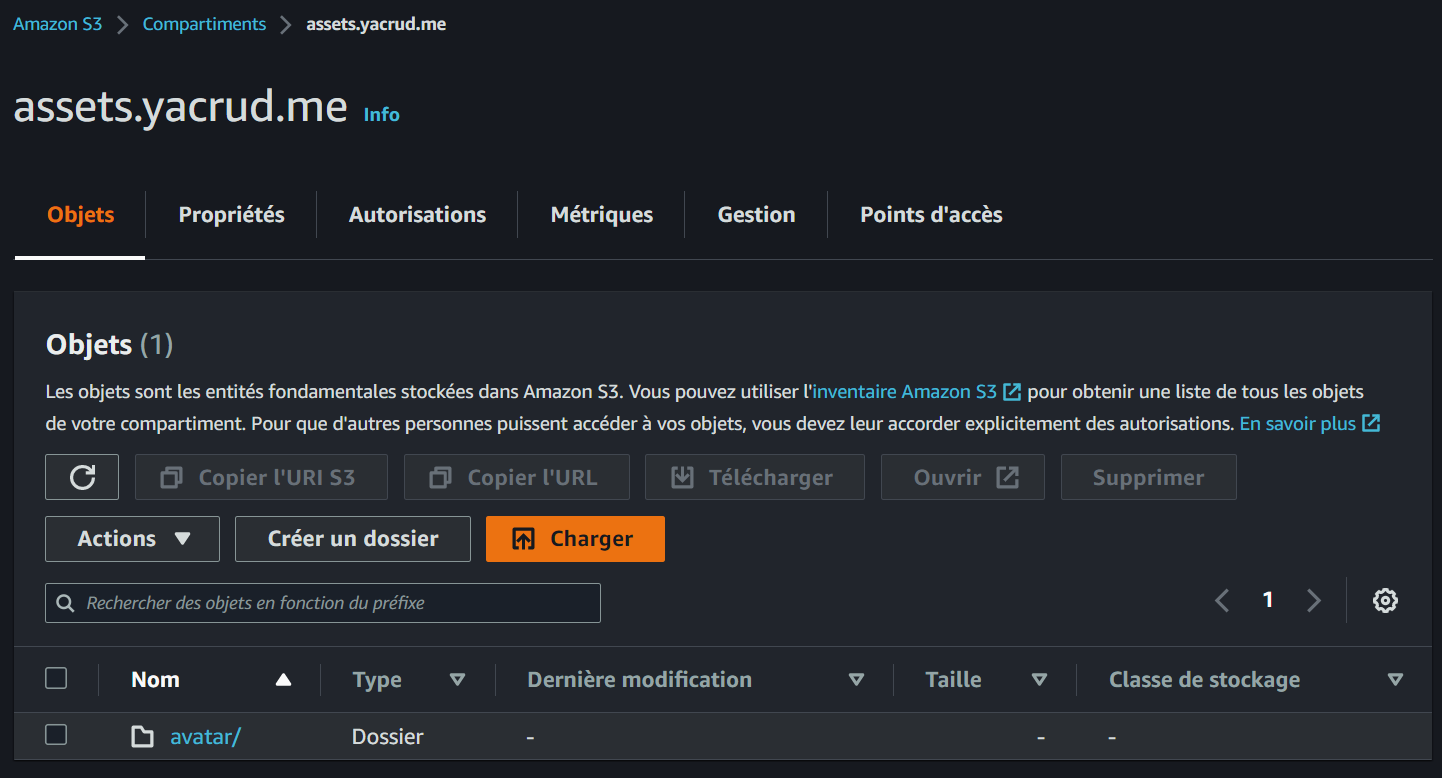 Amazon S3 > Compartiments > assets.yacrud.me
assets.yacrud.me Info
Objets Propriétés Autorisations Métriques Gestion Points d'accès
Objets (1)
Les objets sont les entités fondamentales stockées dans Amazon S3. Vous pouvez utiliser l'inventaire Amazon S3 pour obtenir une liste de tous les objets
de votre compartiment. Pour que d'autres personnes puissent accéder à vos objets, vous devez leur accorder explicitement des autorisations. En savoir plus
Copier l'URI S3 Copier l'URL Télécharger Ouvrir Supprimer
Actions Créer un dossier Charger
Rechercher des objets en fonction du préfixe 1
Nom Type Dernière modification Taille Classe de stockage
avatar/ Dossier - - -